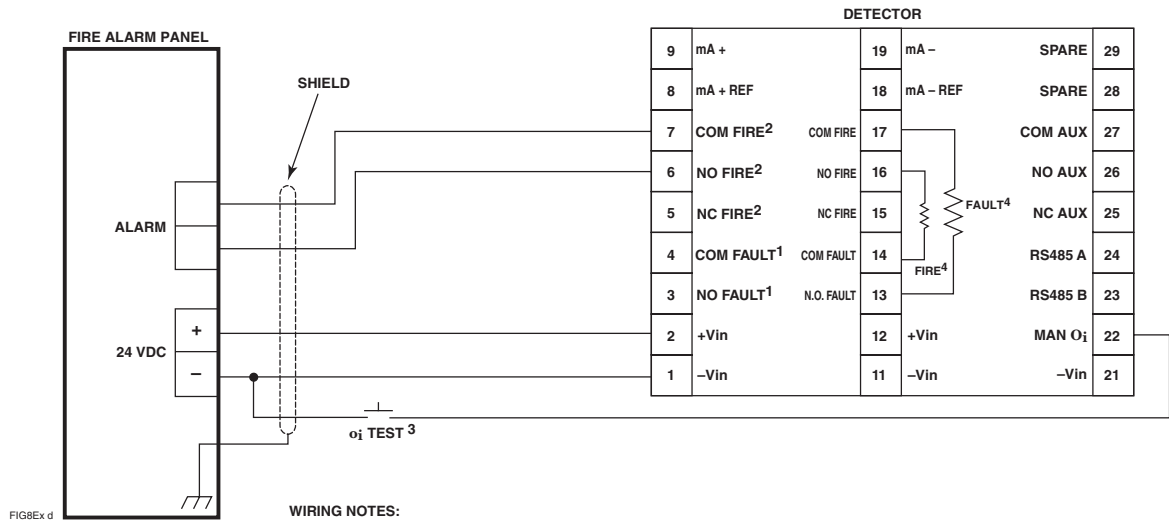 DETECTOR
FIRE ALARM PANEL
SHIELD
ALARM
+
24 VDC
–
9 mA +
8 mA + REF
7 COM FIRE2
6 NO FIRE2
5 NC FIRE2
4 COM FAULT1
3 NO FAULT1
2 +Vin
1 –Vin
19 mA –
18 mA – REF
COM FIRE 17
NO FIRE 16
NC FIRE 15
COM FAULT 14
N.O. FAULT 13
12 +Vin
11 –Vin
FAULT4
FIRE4
SPARE 29
SPARE 28
COM AUX 27
NO AUX 26
NC AUX 25
RS485 A 24
RS485 B 23
MAN Oi 22
–Vin 21
oi TEST 3
WIRING NOTES:
FIG8Ex d